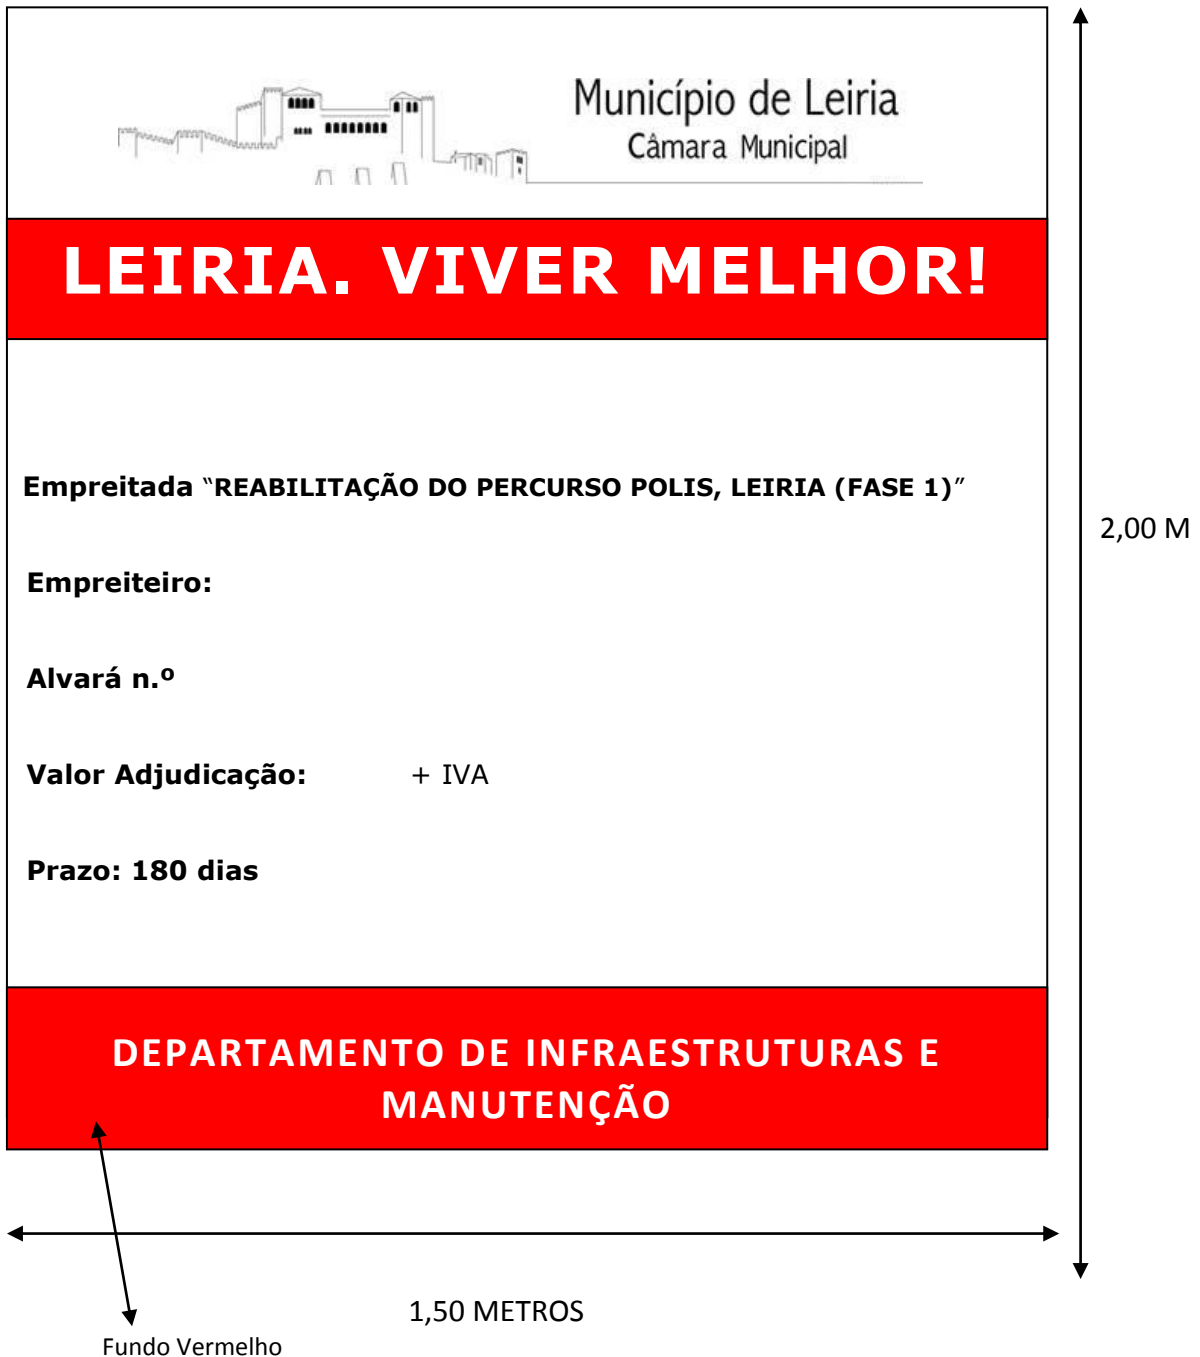 Município de Leiria
Câmara Municipal
LEIRIA. VIVER MELHOR!
Empreitada “REABILITAÇÃO DO PERCURSO POLIS, LEIRIA (FASE 1)”
2,00 M
Empreiteiro:
Alvará n.º
Valor Adjudicação: + IVA
Prazo: 180 dias
DEPARTAMENTO DE INFRAESTRUTURAS E
MANUTENÇÃO
1,50 METROS
Fundo Vermelho